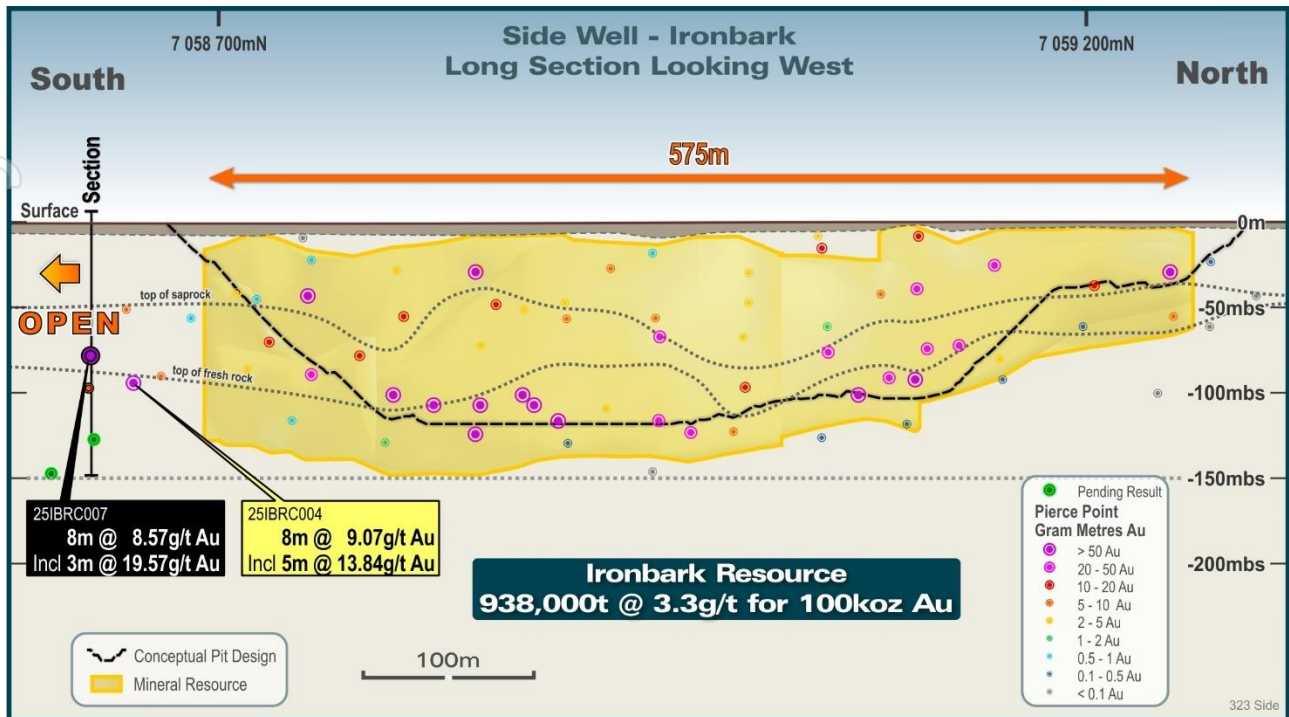 Side Well - Ironbark
Long Section Looking West
7 058 700mN
7 059 200mN
South
North
575m
Section
Surface
0m
OPEN
top of saprock
top of fresh rock
-50mbs
-100mbs
-150mbs
-200mbs
25IBRC007
8m @ 8.57g/t Au
Incl 3m @ 19.57g/t Au
25IBRC004
8m @ 9.07g/t Au
Incl 5m @ 13.84g/t Au
Ironbark Resource
938,000t @ 3.3g/t for 100koz Au
Conceptual Pit Design
Mineral Resource
100m
Pending Result
Pierce Point
Gram Metres Au
> 50 Au
20 - 50 Au
10 - 20 Au
5 - 10 Au
2 - 5 Au
1 - 2 Au
0.5 - 1 Au
0.1 - 0.5 Au
< 0.1 Au
323 Side